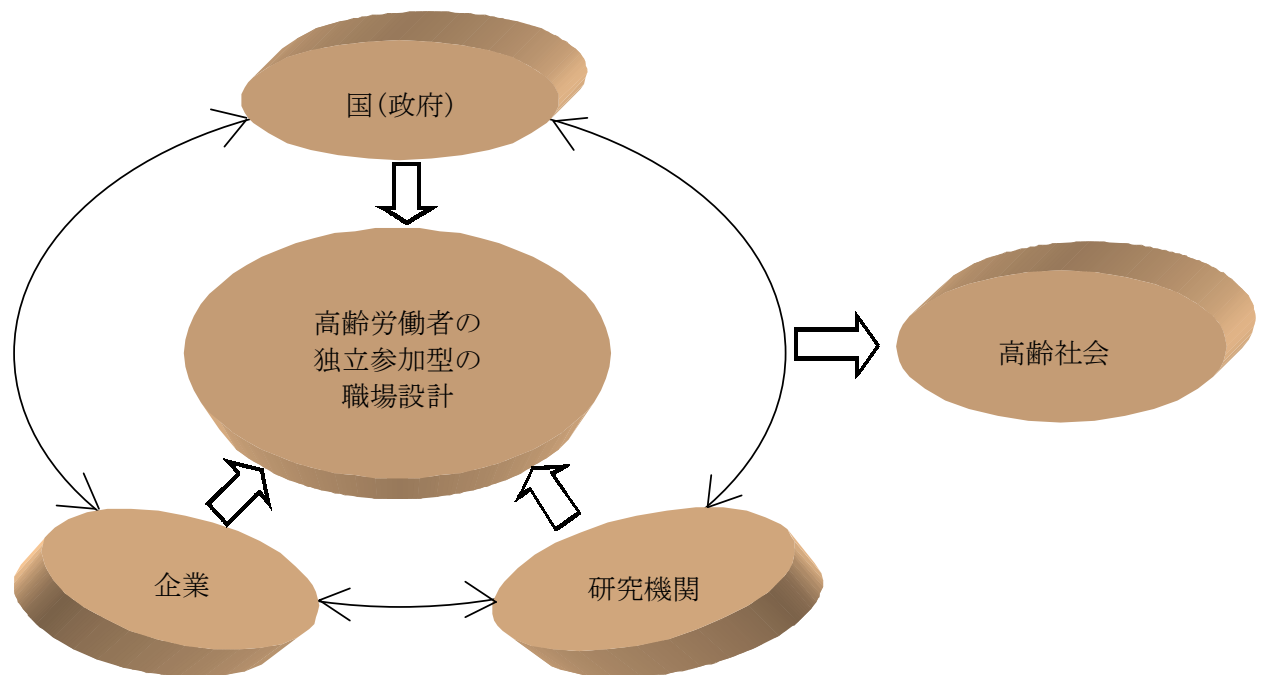 国(政府)
高齢労働者の
独立参加型の
職場設計
高齢社会
企業
研究機関